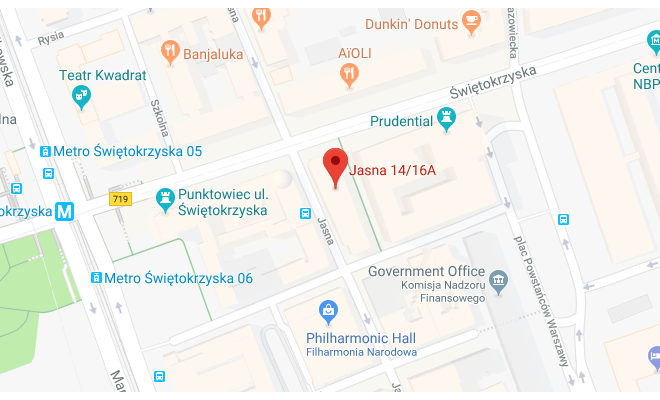 Rysia
Banjaluka
Dunkin' Donuts
AïOLI
azowiecka
Świętokrzyska
Cent
NBP
Teatr Kwadrat
Szkolna
Prudential
Metro Świętokrzyska 05
Jasna 14/16A
719
Punktowiec ul.
Świętokrzyska
okrzyska
M
Jasna
Metro Świętokrzyska 06
Government Office
Komisja Nadzoru
Finansowego
plac Powstańców Warszawy
Philharmonic Hall
Filharmonia Narodowa
Mar
Ja